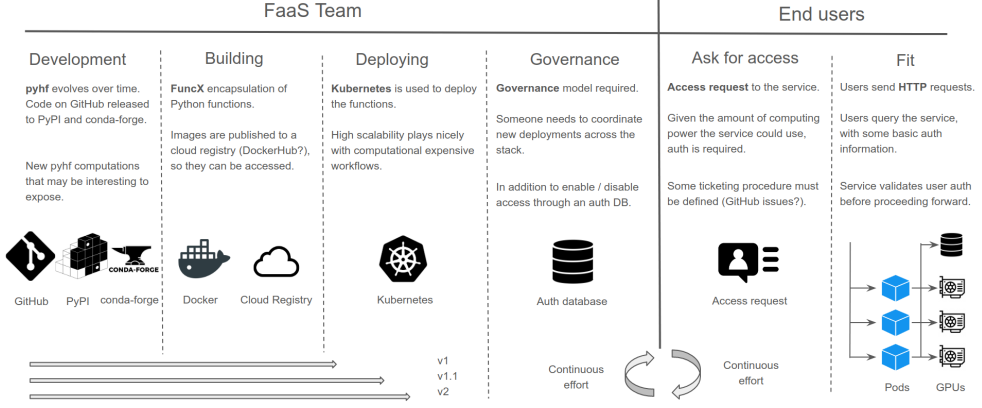 FaaS Team
End users
Development
pyhf evolves over time.
Code on GitHub released
to PyPI and conda-forge.
New pyhf computations
that may be interesting to
expose.
GitHub
PyPI
CONDA-FORGE
conda-forge
Building
FuncX encapsulation of
Python functions.
Images are published to a
cloud registry (DockerHub?),
so they can be accessed.
Docker
Cloud Registry
Deploying
Kubernetes is used to deploy
the functions.
High scalability plays nicely
with computational expensive
workflows.
Kubernetes
Governance
Governance model required.
Someone needs to coordinate
new deployments across the
stack.
In addition to enable / disable
access through an auth DB.
Auth database
Ask for access
Access request to the service.
Given the amount of computing
power the service could use,
auth is required.
Some ticketing procedure must
be defined (GitHub issues?).
Access request
Fit
Users send HTTP requests.
Users query the service,
with some basic auth
information.
Service validates user auth
before proceeding forward.
Pods
GPUs
v1
v1.1
v2
Continuous
effort
Continuous
effort